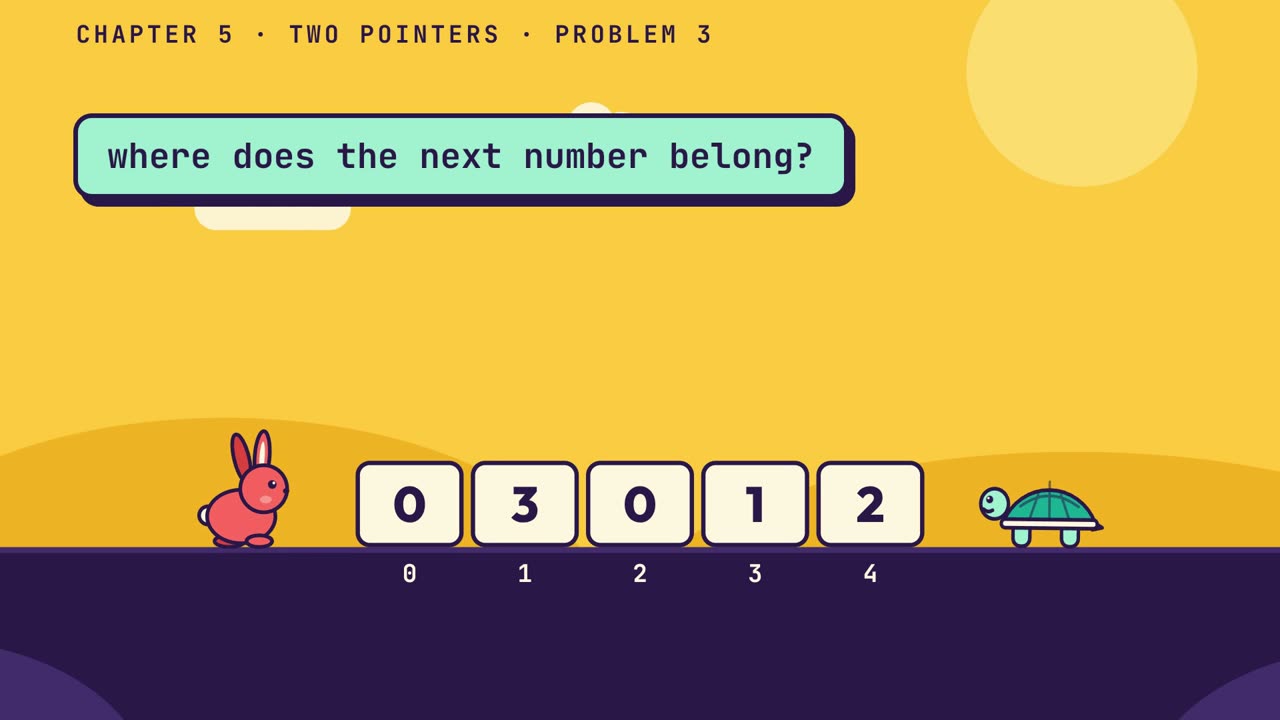 CHAPTER 5 · TWO POINTERS · PROBLEM 3
where does the next number belong?
0 3 0 1 2
0 1 2 3 4